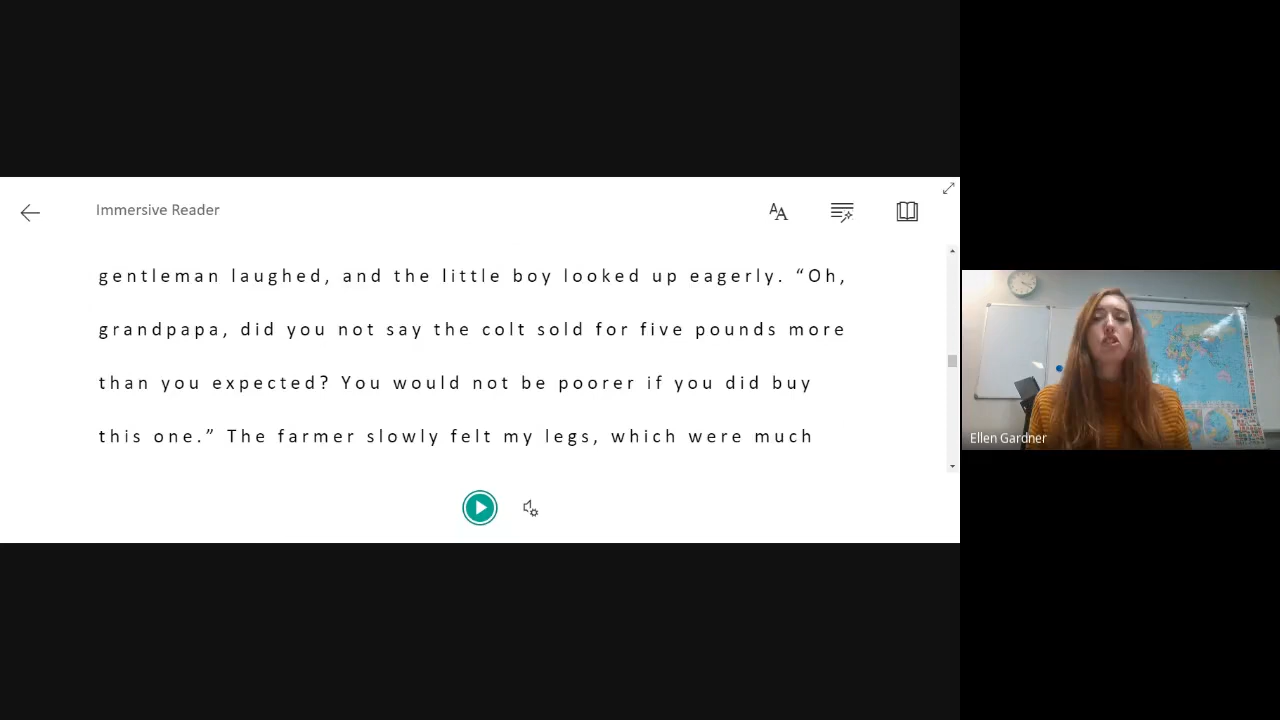 Immersive Reader
gentleman laughed, and the little boy looked up eagerly. “Oh,
grandpapa, did you not say the colt sold for five pounds more
than you expected? You would not be poorer if you did buy
this one.” The farmer slowly felt my legs, which were much
Ellen Gardner